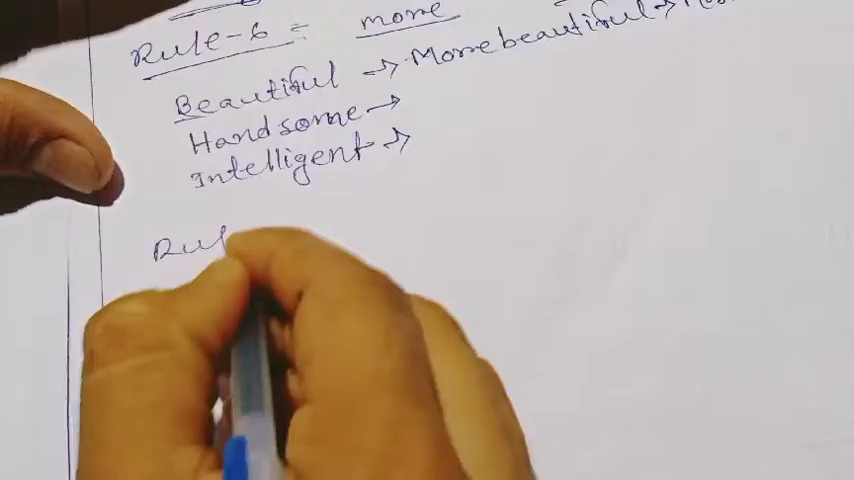 Rule-6 = more
Beautiful → More beautiful →
Handsome →
Intelligent →
Rul